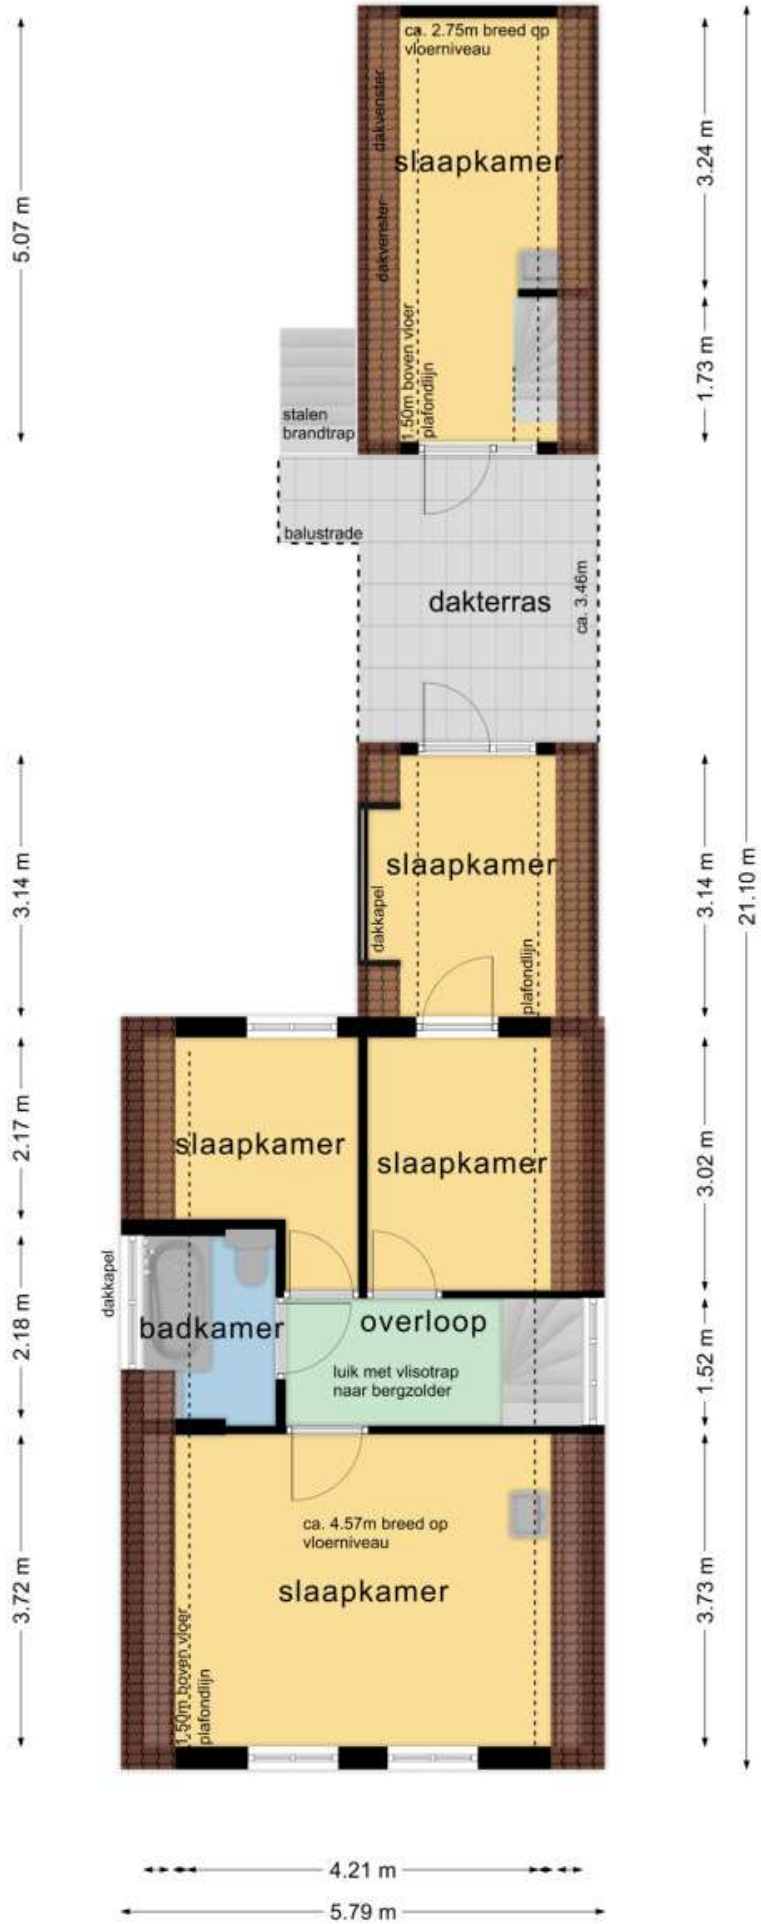 ca. 2.75m breed op
vloerniveau
dakvenster
slaapkamer
dakvenster
3.24 m
5.07 m
1.50m boven vloer
plafondlijn
1.73 m
stalen
brandtrap
balustrade
dakterras
ca. 3.46m
slaapkamer
dakkapel
plafondlijn
3.14 m
3.14 m
21.10 m
slaapkamer
slaapkamer
2.17 m
3.02 m
dakkapel
badkamer
overloop
luik met vlisotrap
naar bergzolder
2.18 m
1.52 m
ca. 4.57m breed op
vloerniveau
slaapkamer
1.50m boven vloer
plafondlijn
3.72 m
3.73 m
4.21 m
5.79 m